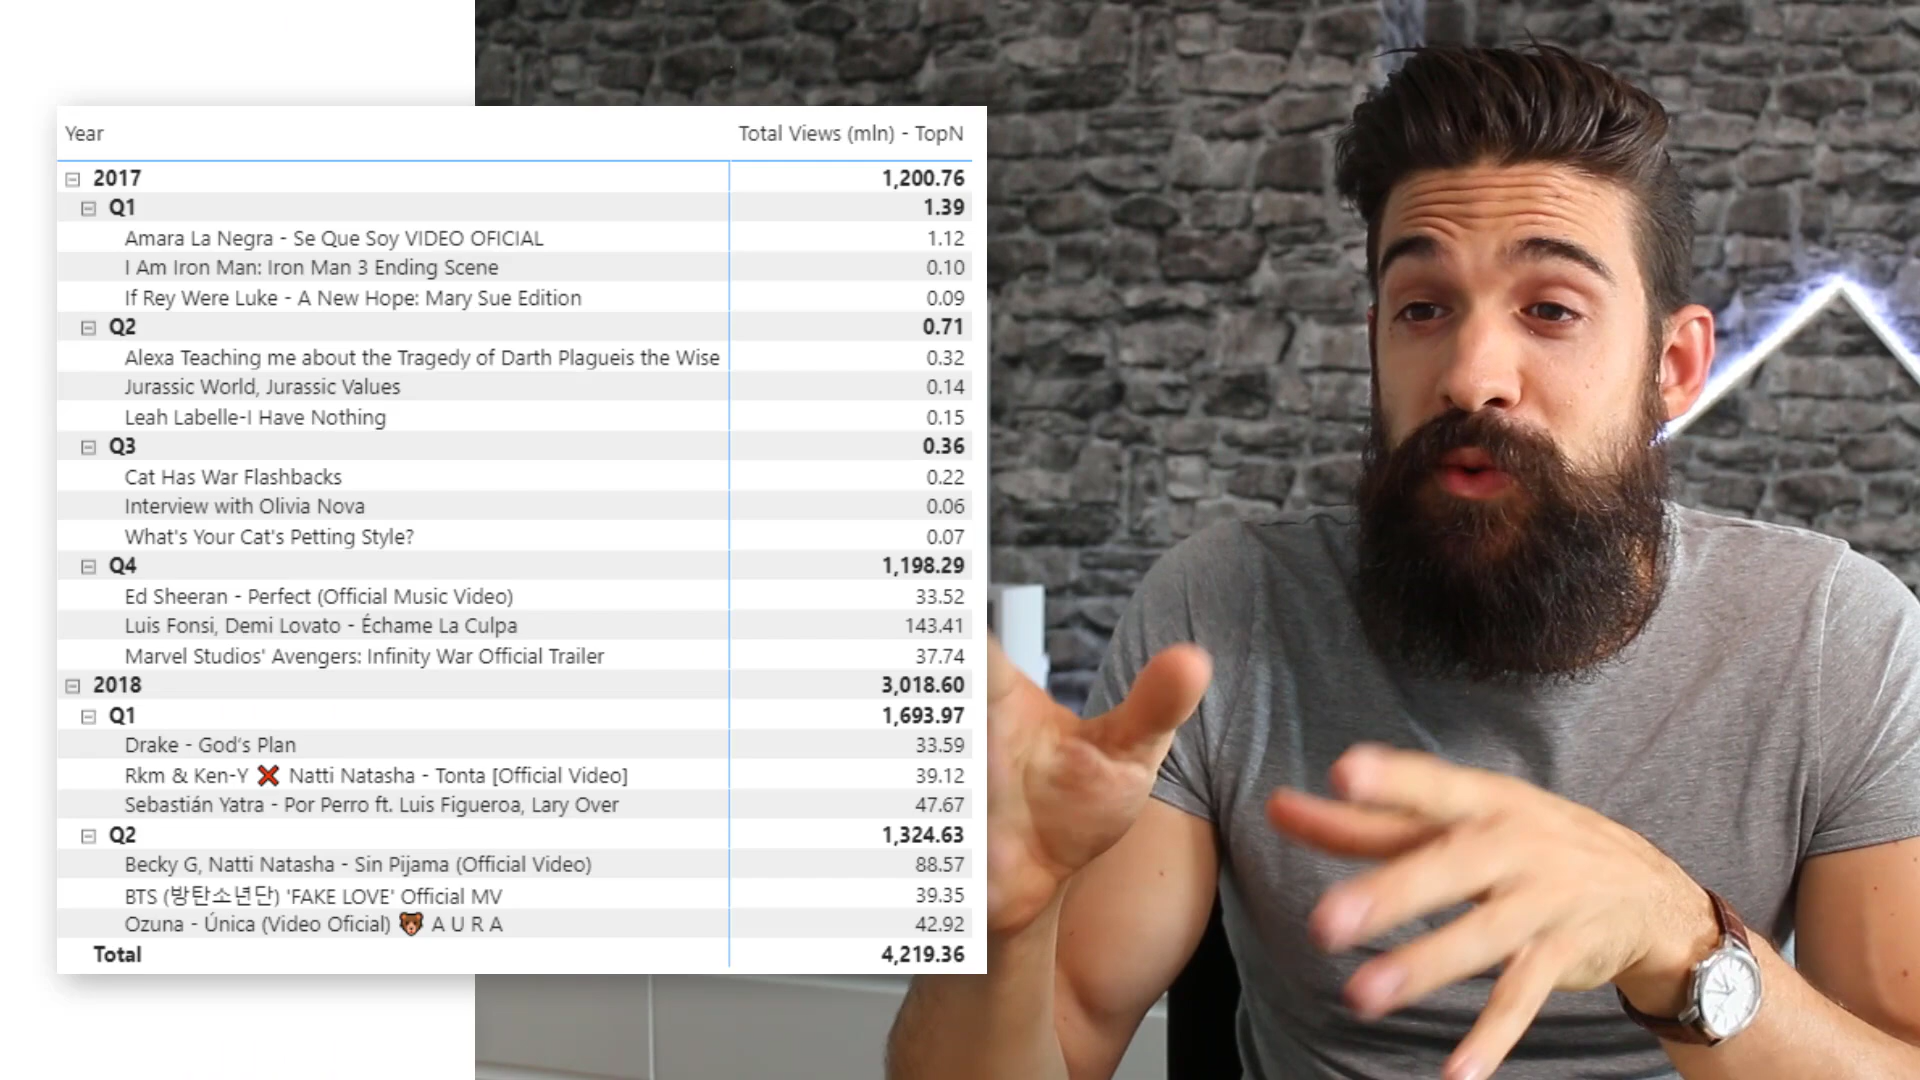 Year Total Views (mln) - TopN
2017 1,200.76
Q1 1.39
Amara La Negra - Se Que Soy VIDEO OFICIAL 1.12
I Am Iron Man: Iron Man 3 Ending Scene 0.10
If Rey Were Luke - A New Hope: Mary Sue Edition 0.09
Q2 0.71
Alexa Teaching me about the Tragedy of Darth Plagueis the Wise 0.32
Jurassic World, Jurassic Values 0.14
Leah Labelle-I Have Nothing 0.15
Q3 0.36
Cat Has War Flashbacks 0.22
Interview with Olivia Nova 0.06
What's Your Cat's Petting Style? 0.07
Q4 1,198.29
Ed Sheeran - Perfect (Official Music Video) 33.52
Luis Fonsi, Demi Lovato - Échame La Culpa 143.41
Marvel Studios' Avengers: Infinity War Official Trailer 37.74
2018 3,018.60
Q1 1,693.97
Drake - God's Plan 33.59
Rkm & Ken-Y ❌ Natti Natasha - Tonta [Official Video] 39.12
Sebastián Yatra - Por Perro ft. Luis Figueroa, Lary Over 47.67
Q2 1,324.63
Becky G, Natti Natasha - Sin Pijama (Official Video) 88.57
BTS (방탄소년단) 'FAKE LOVE' Official MV 39.35
Ozuna - Única (Video Oficial) 🐻 A U R A 42.92
Total 4,219.36